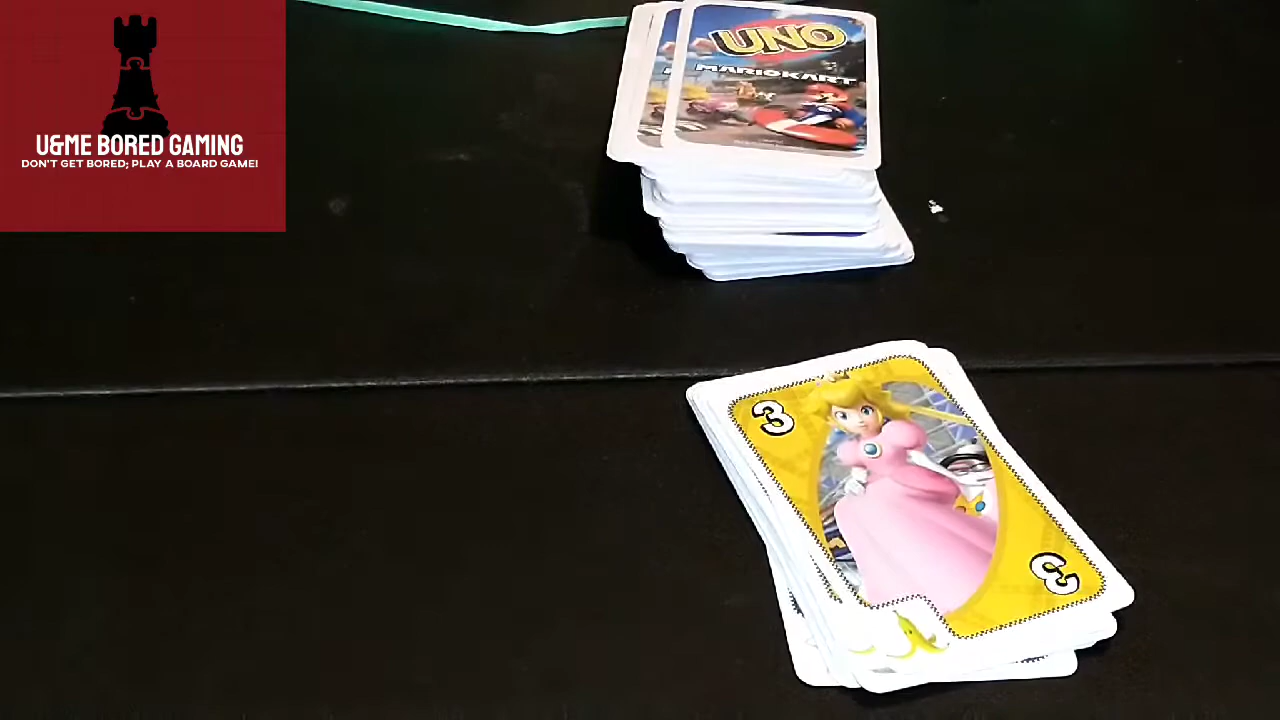 U&ME BORED GAMING
DON'T GET BORED; PLAY A BOARD GAME!
UNO
MARIOKART
3
3